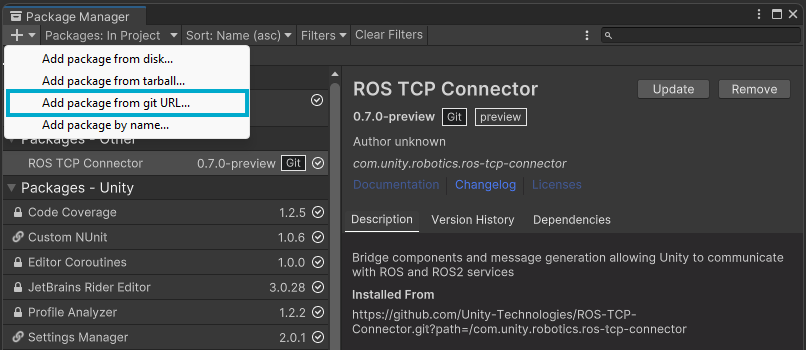 Package Manager
Packages: In Project
Sort: Name (asc)
Filters
Clear Filters
Add package from disk...
Add package from tarball...
Add package from git URL...
Add package by name...
Packages - Other
ROS TCP Connector 0.7.0-preview Git
Packages - Unity
Code Coverage 1.2.5
Custom NUnit 1.0.6
Editor Coroutines 1.0.0
JetBrains Rider Editor 3.0.28
Profile Analyzer 1.2.2
Settings Manager 2.0.1
ROS TCP Connector
Update
Remove
0.7.0-preview Git preview
Author unknown
com.unity.robotics.ros-tcp-connector
Documentation Changelog Licenses
Description Version History Dependencies
Bridge components and message generation allowing Unity to communicate
with ROS and ROS2 services
Installed From
https://github.com/Unity-Technologies/ROS-TCP-
Connector.git?path=/com.unity.robotics.ros-tcp-connector